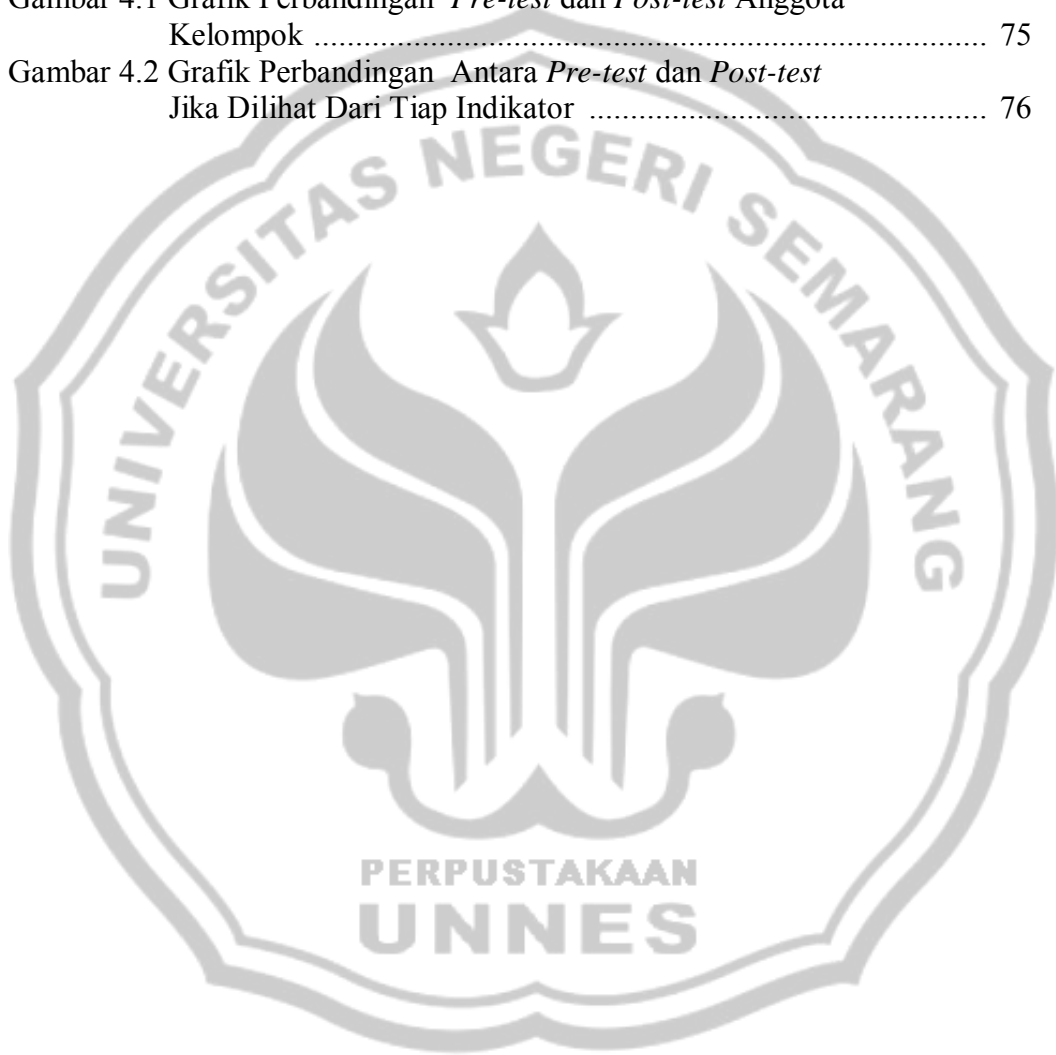 Gambar 4.1 Grafik Perbandingan Pre-test dan Post-test Anggota
Kelompok ................................................................................. 75
Gambar 4.2 Grafik Perbandingan Antara Pre-test dan Post-test
Jika Dilihat Dari Tiap Indikator ................................................ 76
UNIVERSITAS NEGERI SEMARANG
PERPUSTAKAAN
UNNES